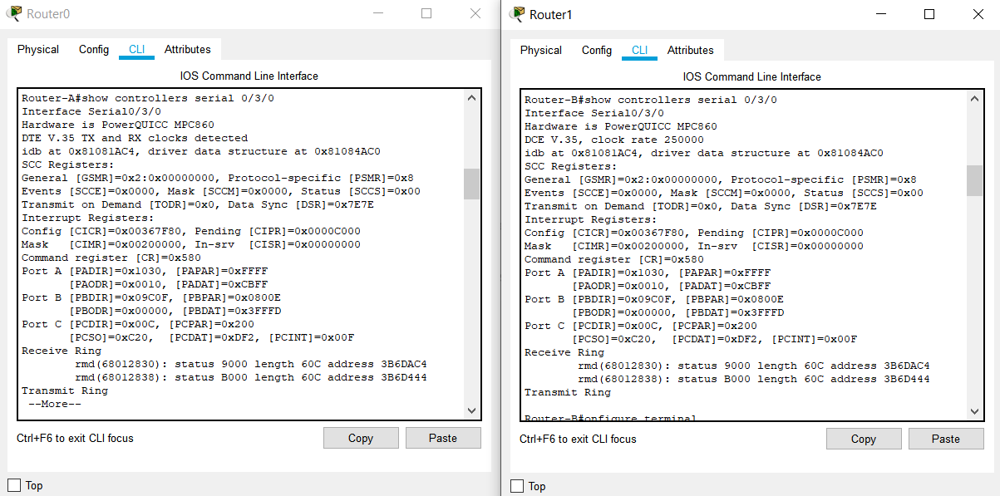 Router0
Physical Config CLI Attributes
IOS Command Line Interface
Router-A#show controllers serial 0/3/0
Interface Serial0/3/0
Hardware is PowerQUICC MPC860
DTE V.35 TX and RX clocks detected
idb at 0x81081AC4, driver data structure at 0x81084AC0
SCC Registers:
General [GSMR]=0x2:0x00000000, Protocol-specific [PSMR]=0x8
Events [SCCE]=0x0000, Mask [SCCM]=0x0000, Status [SCCS]=0x00
Transmit on Demand [TODR]=0x0, Data Sync [DSR]=0x7E7E
Interrupt Registers:
Config [CICR]=0x00367F80, Pending [CIPR]=0x0000C000
Mask   [CIMR]=0x00200000, In-srv  [CISR]=0x00000000
Command register [CR]=0x580
Port A [PADIR]=0x1030, [PAPAR]=0xFFFF
       [PAODR]=0x0010, [PADAT]=0xCBFF
Port B [PBDIR]=0x09C0F, [PBPAR]=0x0800E
       [PBODR]=0x00000, [PBDAT]=0x3FFFD
Port C [PCDIR]=0x00C, [PCPAR]=0x200
       [PCSO]=0xC20,  [PCDAT]=0xDF2, [PCINT]=0x00F
Receive Ring
        rmd(68012830): status 9000 length 60C address 3B6DAC4
        rmd(68012838): status B000 length 60C address 3B6D444
Transmit Ring
 --More--
Ctrl+F6 to exit CLI focus
Copy Paste
Top
Router1
Physical Config CLI Attributes
IOS Command Line Interface
Router-B#show controllers serial 0/3/0
Interface Serial0/3/0
Hardware is PowerQUICC MPC860
DCE V.35, clock rate 250000
idb at 0x81081AC4, driver data structure at 0x81084AC0
SCC Registers:
General [GSMR]=0x2:0x00000000, Protocol-specific [PSMR]=0x8
Events [SCCE]=0x0000, Mask [SCCM]=0x0000, Status [SCCS]=0x00
Transmit on Demand [TODR]=0x0, Data Sync [DSR]=0x7E7E
Interrupt Registers:
Config [CICR]=0x00367F80, Pending [CIPR]=0x0000C000
Mask   [CIMR]=0x00200000, In-srv  [CISR]=0x00000000
Command register [CR]=0x580
Port A [PADIR]=0x1030, [PAPAR]=0xFFFF
       [PAODR]=0x0010, [PADAT]=0xCBFF
Port B [PBDIR]=0x09C0F, [PBPAR]=0x0800E
       [PBODR]=0x00000, [PBDAT]=0x3FFFD
Port C [PCDIR]=0x00C, [PCPAR]=0x200
       [PCSO]=0xC20,  [PCDAT]=0xDF2, [PCINT]=0x00F
Receive Ring
        rmd(68012830): status 9000 length 60C address 3B6DAC4
        rmd(68012838): status B000 length 60C address 3B6D444
Transmit Ring
Router-B#onfigure terminal
Ctrl+F6 to exit CLI focus
Copy Paste
Top